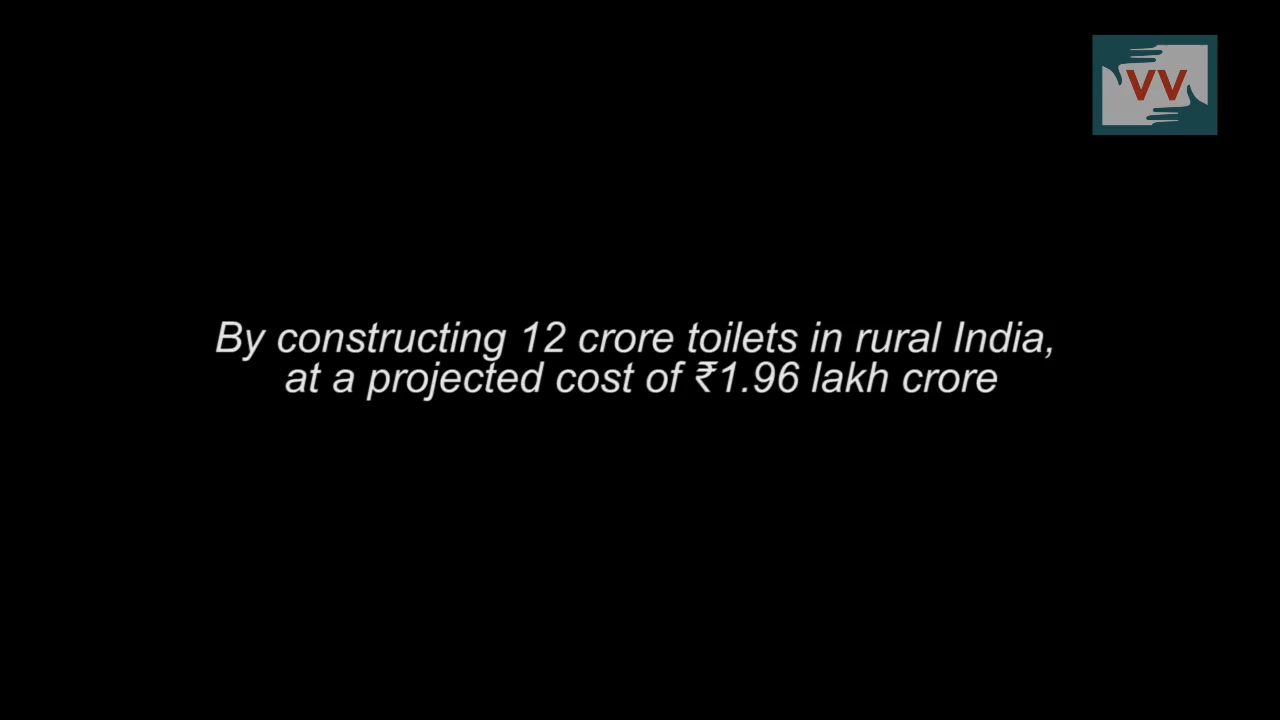 VV
By constructing 12 crore toilets in rural India,
at a projected cost of ₹1.96 lakh crore